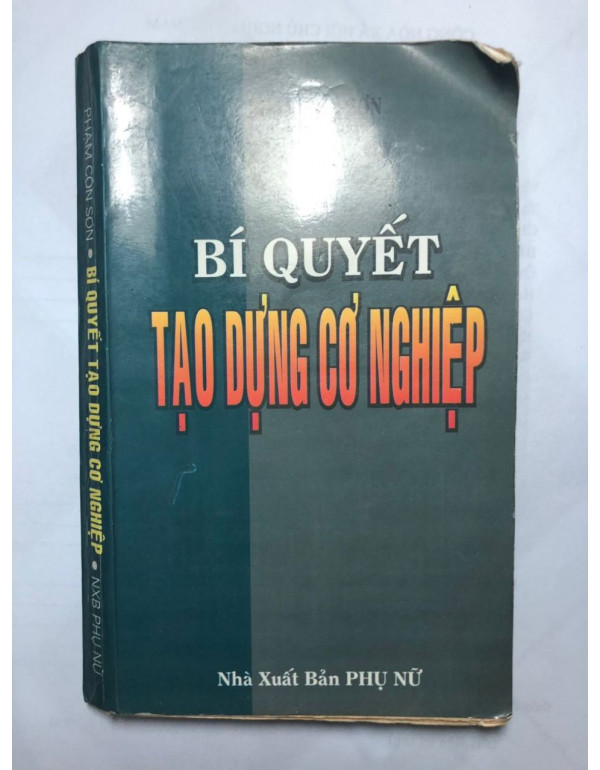 BÍ QUYẾT
TẠO DỰNG CƠ NGHIỆP
Nhà Xuất Bản PHỤ NỮ
PHẠM CÔN SƠN • BÍ QUYẾT TẠO DỰNG CƠ NGHIỆP • NXB PHỤ NỮ